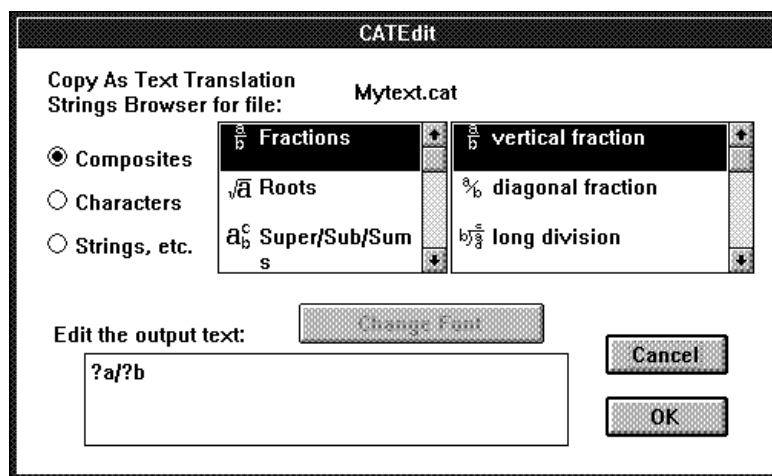 CATEdit
Copy As Text Translation
Strings Browser for file:
Mytext.cat
Composites
Characters
Strings, etc.
a/b Fractions
√a Roots
a c b Super/Sub/Sum
s
a/b vertical fraction
a/b diagonal fraction
long division
Change Font
Edit the output text:
?a/?b
Cancel
OK